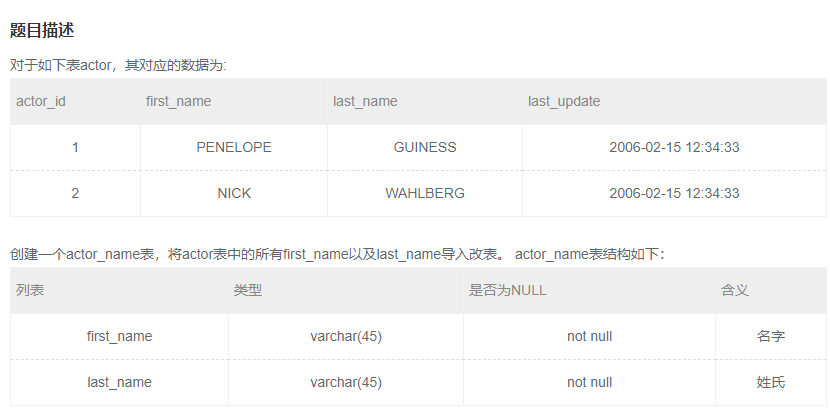 题目描述
对于如下表actor，其对应的数据为:
actor_id first_name last_name last_update
1 PENELOPE GUINESS 2006-02-15 12:34:33
2 NICK WAHLBERG 2006-02-15 12:34:33
创建一个actor_name表，将actor表中的所有first_name以及last_name导入改表。 actor_name表结构如下：
列表 类型 是否为NULL 含义
first_name varchar(45) not null 名字
last_name varchar(45) not null 姓氏